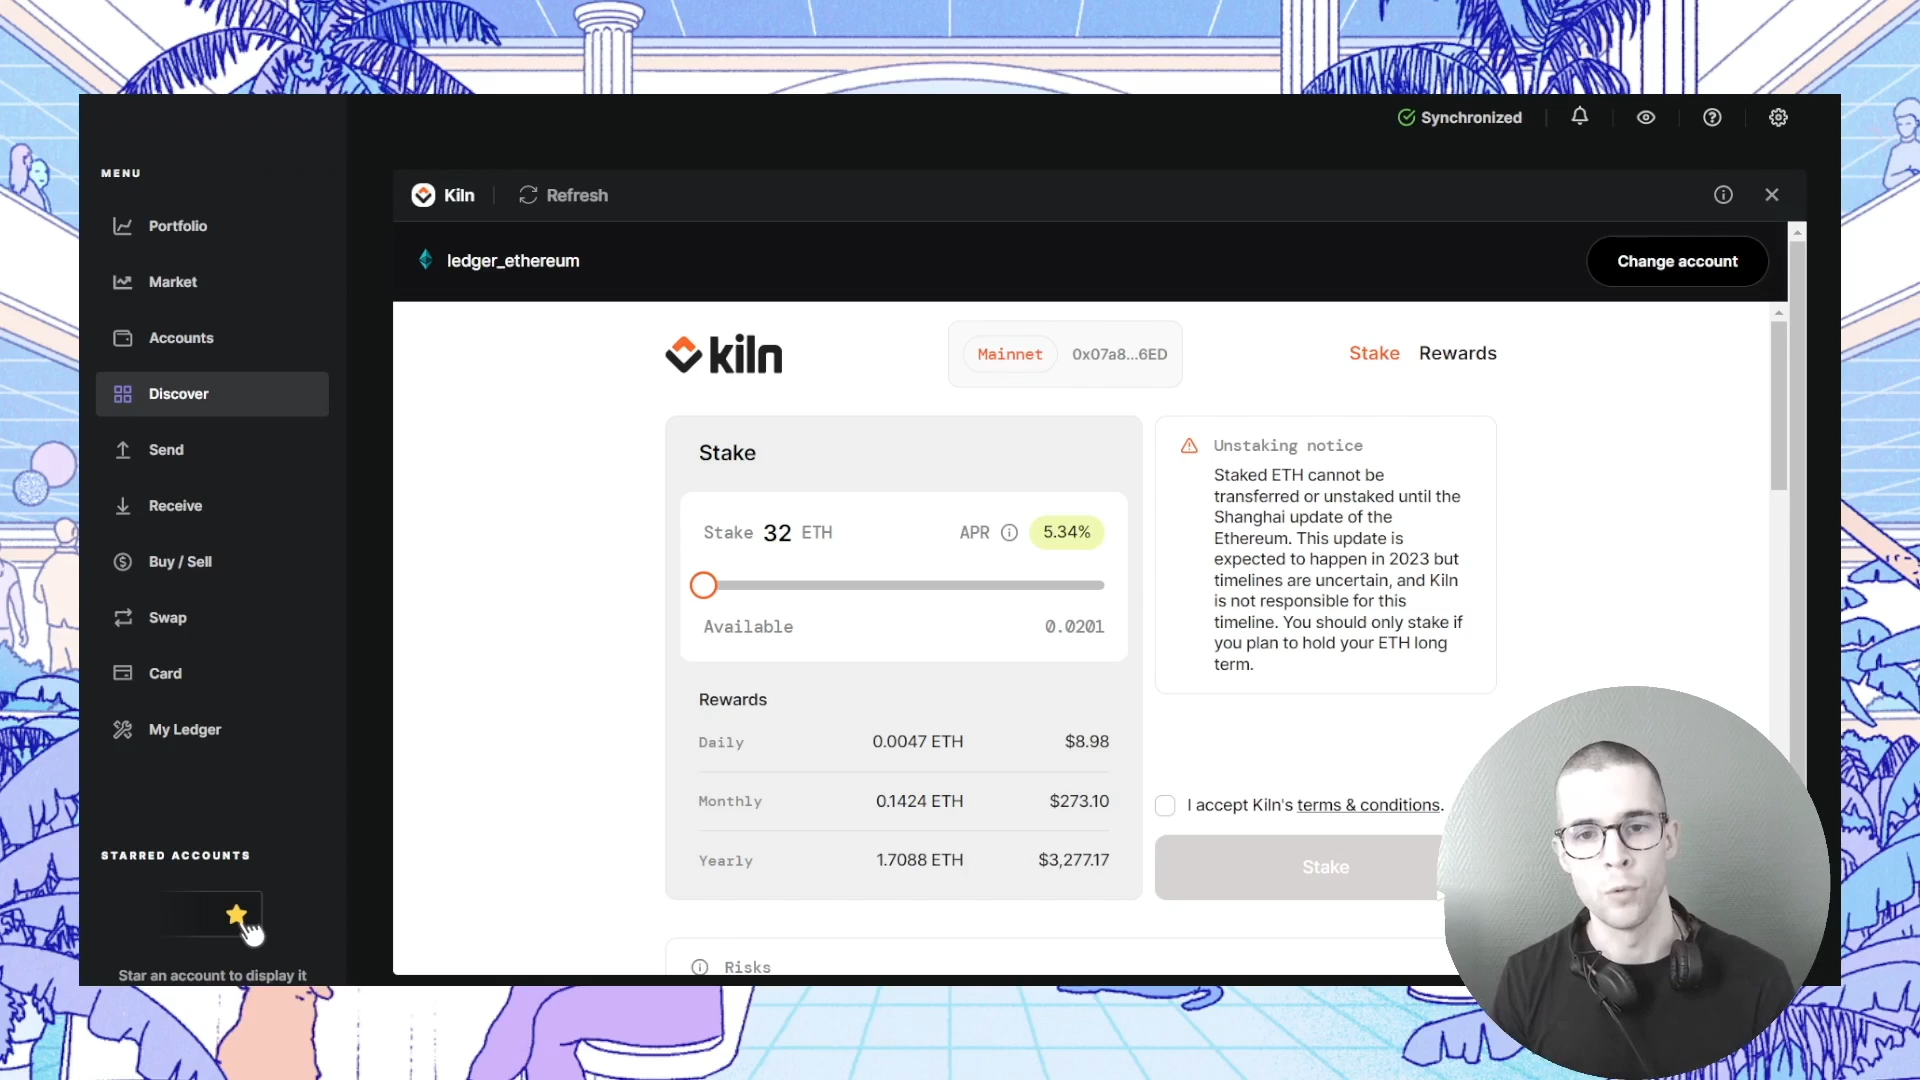 Synchronized
MENU
Portfolio
Market
Accounts
Discover
Send
Receive
Buy / Sell
Swap
Card
My Ledger
STARRED ACCOUNTS
Star an account to display it
Kiln
Refresh
ledger_ethereum
Change account
kiln
Mainnet 0x07a8...6ED
Stake Rewards
Stake
Stake 32 ETH APR 5.34%
Available 0.0201
Rewards
Daily 0.0047 ETH $8.98
Monthly 0.1424 ETH $273.10
Yearly 1.7088 ETH $3,277.17
Unstaking notice
Staked ETH cannot be
transferred or unstaked until the
Shanghai update of the
Ethereum. This update is
expected to happen in 2023 but
timelines are uncertain, and Kiln
is not responsible for this
timeline. You should only stake if
you plan to hold your ETH long
term.
I accept Kiln's terms & conditions.
Stake
Risks